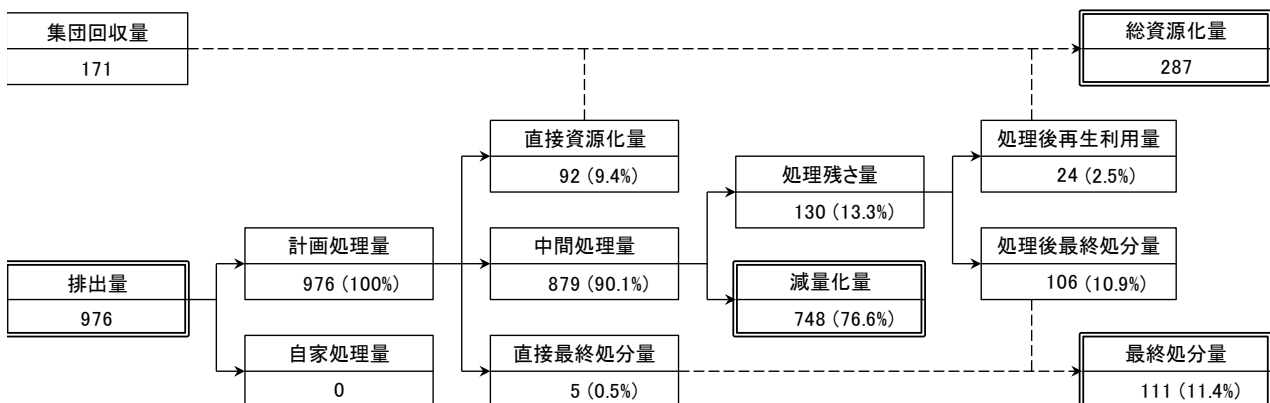 集団回収量
171
総資源化量
287
直接資源化量
92 (9.4%)
処理後再生利用量
24 (2.5%)
処理残さ量
130 (13.3%)
計画処理量
976 (100%)
中間処理量
879 (90.1%)
処理後最終処分量
106 (10.9%)
排出量
976
減量化量
748 (76.6%)
自家処理量
0
直接最終処分量
5 (0.5%)
最終処分量
111 (11.4%)